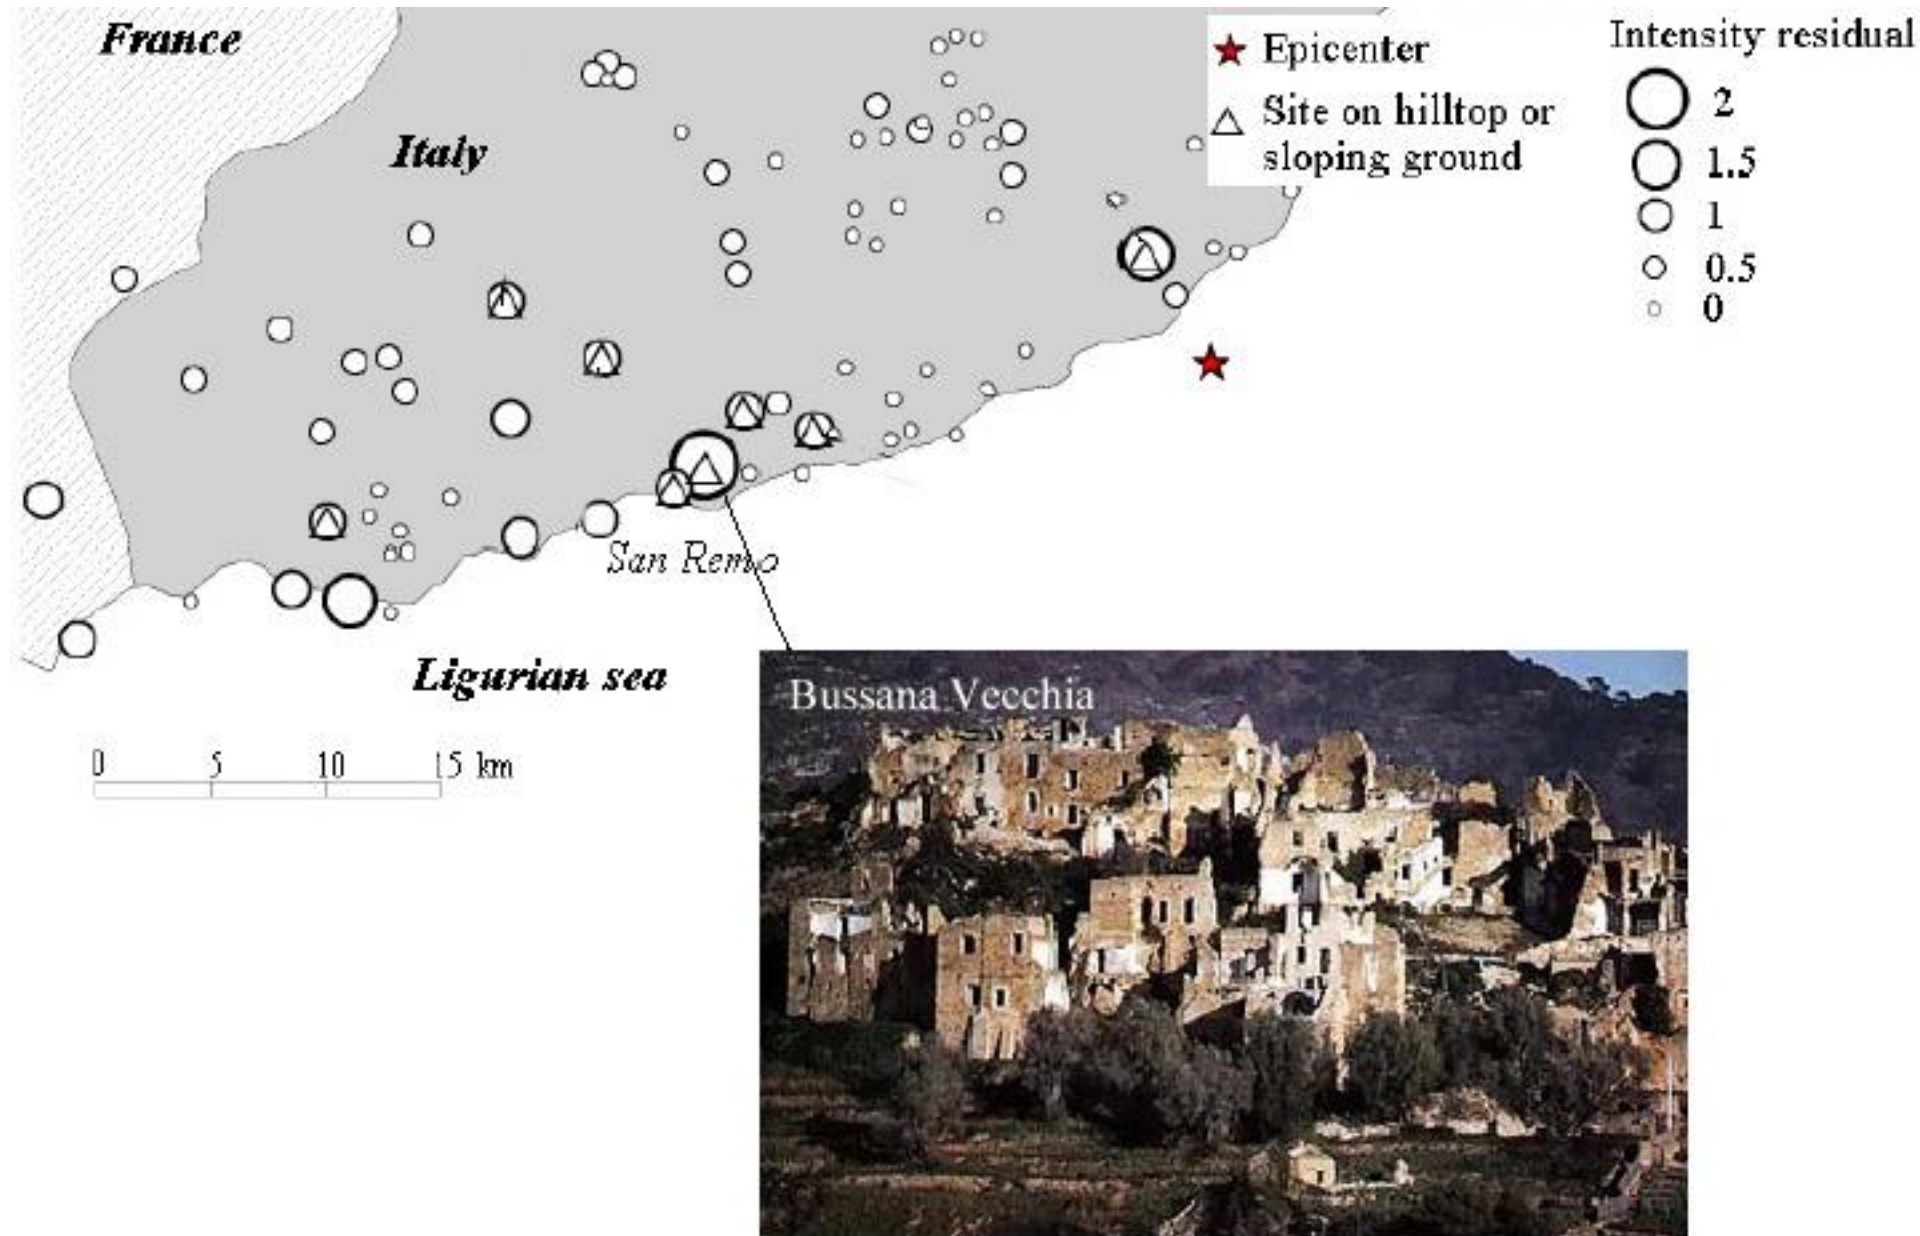 France
Italy
Epicenter
Site on hilltop or
sloping ground
Intensity residual
2
1.5
1
0.5
0
San Remo
Ligurian sea
0 5 10 15 km
Bussana Vecchia